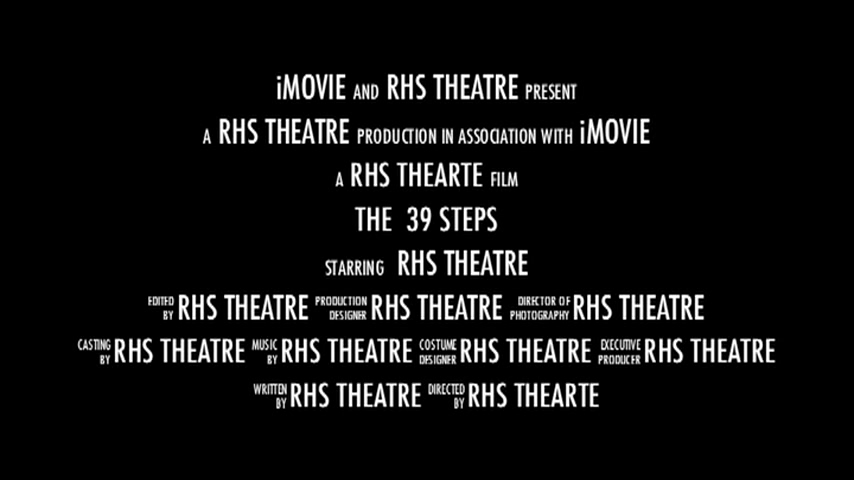 iMOVIE AND RHS THEATRE PRESENT
A RHS THEATRE PRODUCTION IN ASSOCIATION WITH iMOVIE
A RHS THEARTE FILM
THE 39 STEPS
STARRING RHS THEATRE
EDITED BY RHS THEATRE PRODUCTION DESIGNER RHS THEATRE DIRECTOR OF PHOTOGRAPHY RHS THEATRE
CASTING BY RHS THEATRE MUSIC BY RHS THEATRE COSTUME DESIGNER RHS THEATRE EXECUTIVE PRODUCER RHS THEATRE
WRITTEN BY RHS THEATRE DIRECTED BY RHS THEARTE